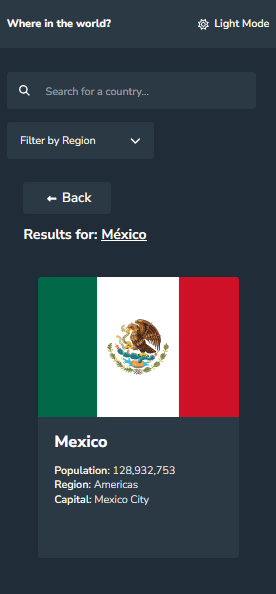 Where in the world?
Light Mode
Search for a country...
Filter by Region
Back
Results for: México
Mexico
Population: 128,932,753
Region: Americas
Capital: Mexico City